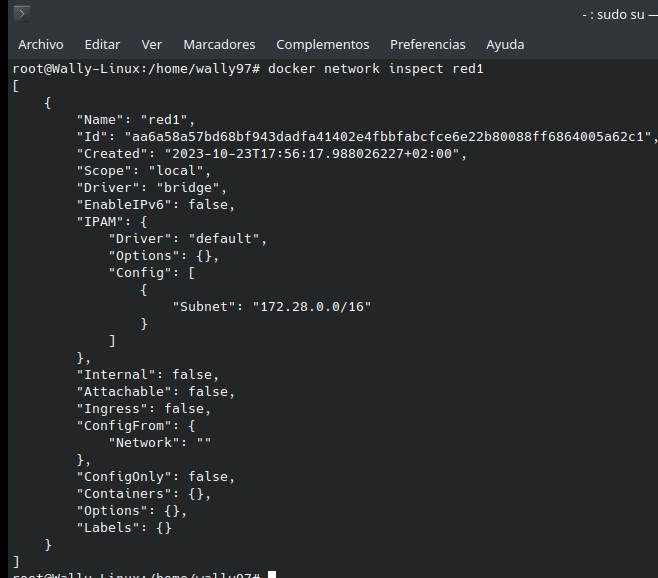 - : sudo su —
Archivo Editar Ver Marcadores Complementos Preferencias Ayuda
root@Wally-Linux:/home/wally97# docker network inspect red1
[
    {
        "Name": "red1",
        "Id": "aa6a58a57bd68bf943dadfa41402e4fbbfabcfce6e22b80088ff6864005a62c1",
        "Created": "2023-10-23T17:56:17.988026227+02:00",
        "Scope": "local",
        "Driver": "bridge",
        "EnableIPv6": false,
        "IPAM": {
            "Driver": "default",
            "Options": {},
            "Config": [
                {
                    "Subnet": "172.28.0.0/16"
                }
            ]
        },
        "Internal": false,
        "Attachable": false,
        "Ingress": false,
        "ConfigFrom": {
            "Network": ""
        },
        "ConfigOnly": false,
        "Containers": {},
        "Options": {},
        "Labels": {}
    }
]
root@Wally-Linux:/home/wally97#